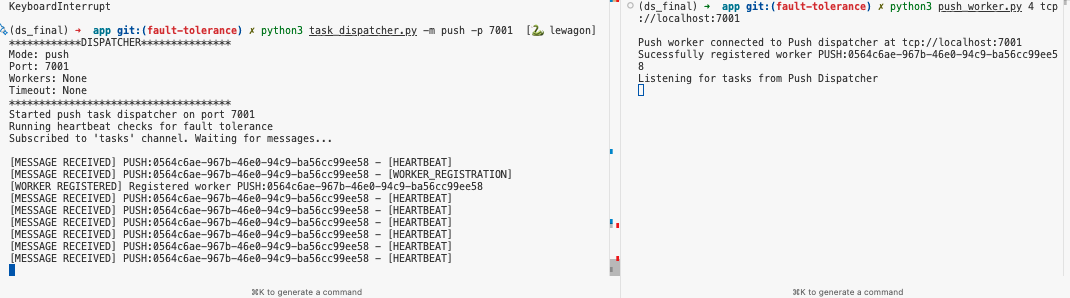 KeyboardInterrupt
(ds_final) → app git:(fault-tolerance) ✗ python3 task_dispatcher.py -m push -p 7001 [🐍 lewagon]
************DISPATCHER***************
Mode: push
Port: 7001
Workers: None
Timeout: None
*************************************
Started push task dispatcher on port 7001
Running heartbeat checks for fault tolerance
Subscribed to 'tasks' channel. Waiting for messages...
[MESSAGE RECEIVED] PUSH:0564c6ae-967b-46e0-94c9-ba56cc99ee58 – [HEARTBEAT]
[MESSAGE RECEIVED] PUSH:0564c6ae-967b-46e0-94c9-ba56cc99ee58 – [WORKER_REGISTRATION]
[WORKER REGISTERED] Registered worker PUSH:0564c6ae-967b-46e0-94c9-ba56cc99ee58
[MESSAGE RECEIVED] PUSH:0564c6ae-967b-46e0-94c9-ba56cc99ee58 – [HEARTBEAT]
[MESSAGE RECEIVED] PUSH:0564c6ae-967b-46e0-94c9-ba56cc99ee58 – [HEARTBEAT]
[MESSAGE RECEIVED] PUSH:0564c6ae-967b-46e0-94c9-ba56cc99ee58 – [HEARTBEAT]
[MESSAGE RECEIVED] PUSH:0564c6ae-967b-46e0-94c9-ba56cc99ee58 – [HEARTBEAT]
[MESSAGE RECEIVED] PUSH:0564c6ae-967b-46e0-94c9-ba56cc99ee58 – [HEARTBEAT]
[MESSAGE RECEIVED] PUSH:0564c6ae-967b-46e0-94c9-ba56cc99ee58 – [HEARTBEAT]
⌘K to generate a command
(ds_final) → app git:(fault-tolerance) ✗ python3 push_worker.py 4 tcp
://localhost:7001
Push worker connected to Push dispatcher at tcp://localhost:7001
Sucessfully registered worker PUSH:0564c6ae-967b-46e0-94c9-ba56cc99ee5
8
Listening for tasks from Push Dispatcher
⌘K to generate a command